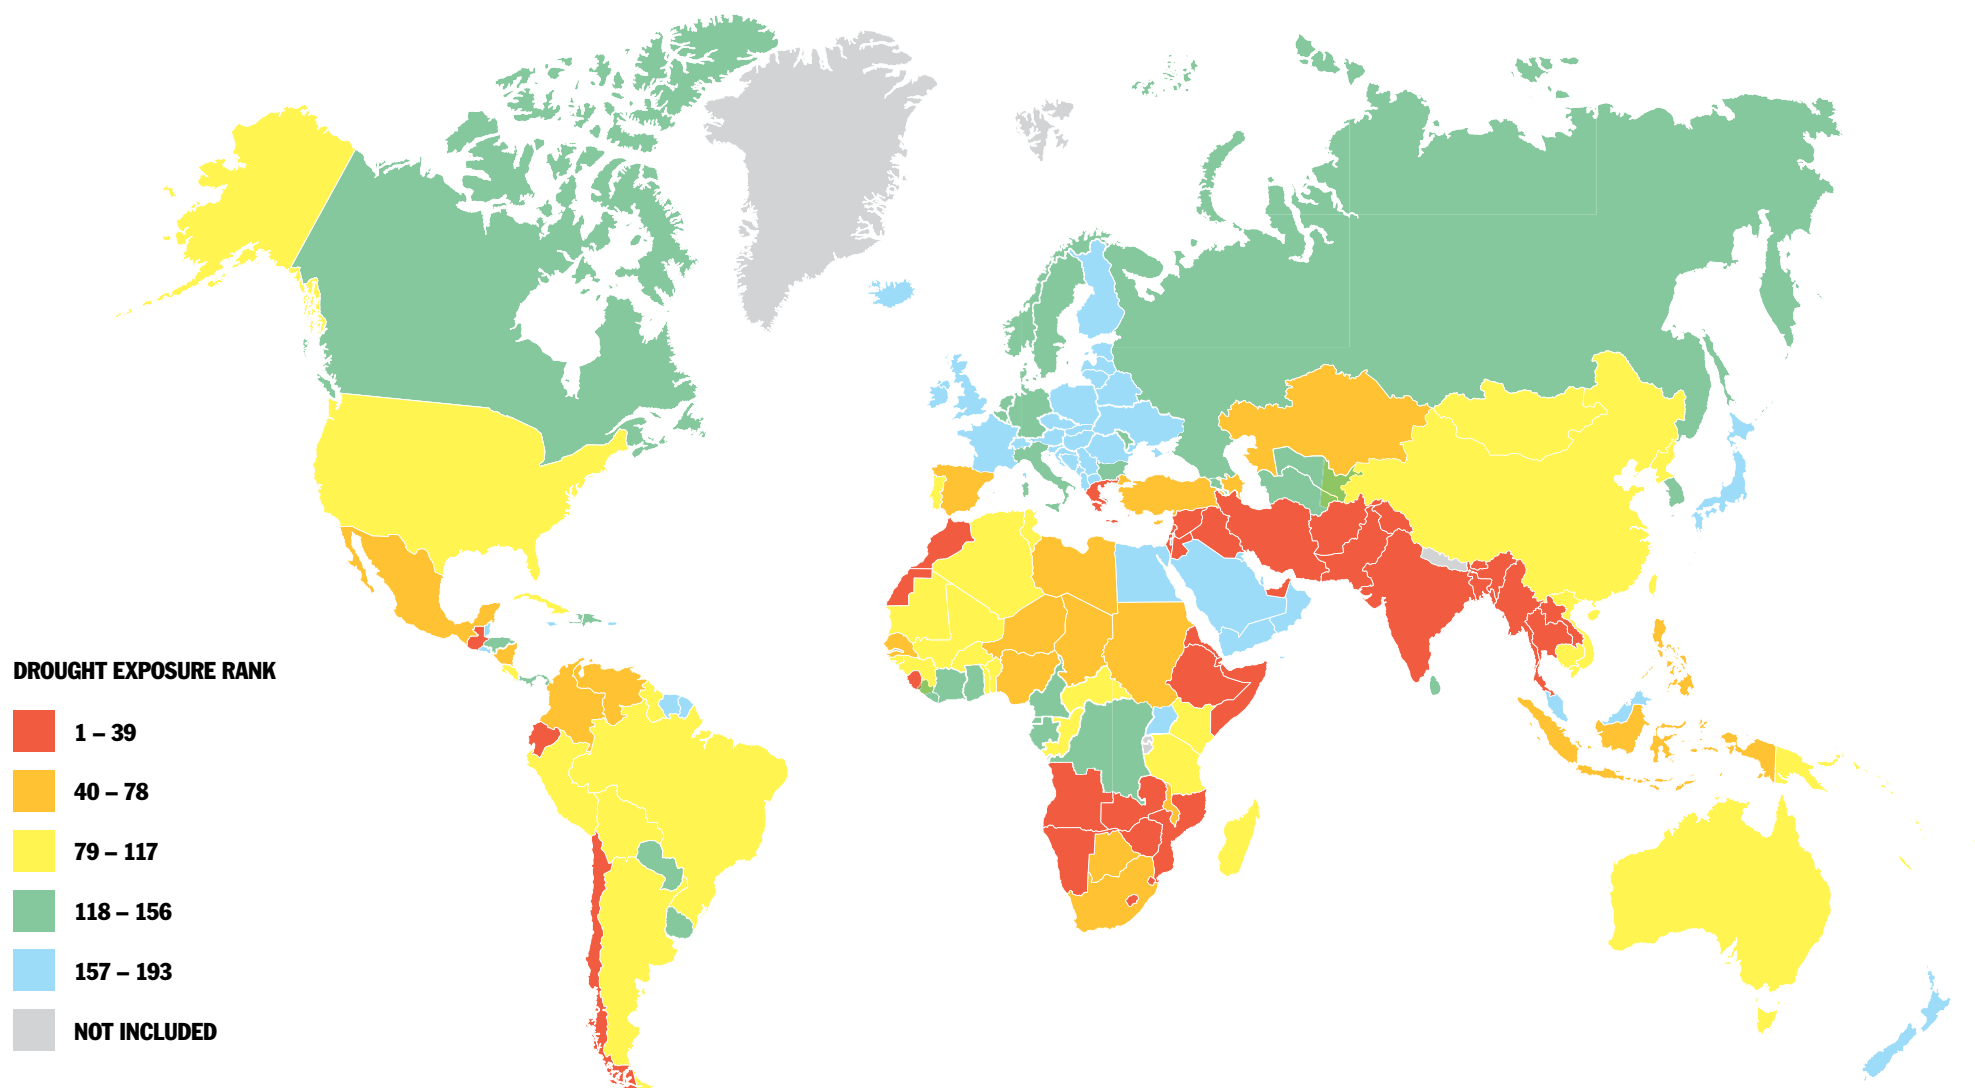 DROUGHT EXPOSURE RANK
1 – 39
40 – 78
79 – 117
118 – 156
157 – 193
NOT INCLUDED